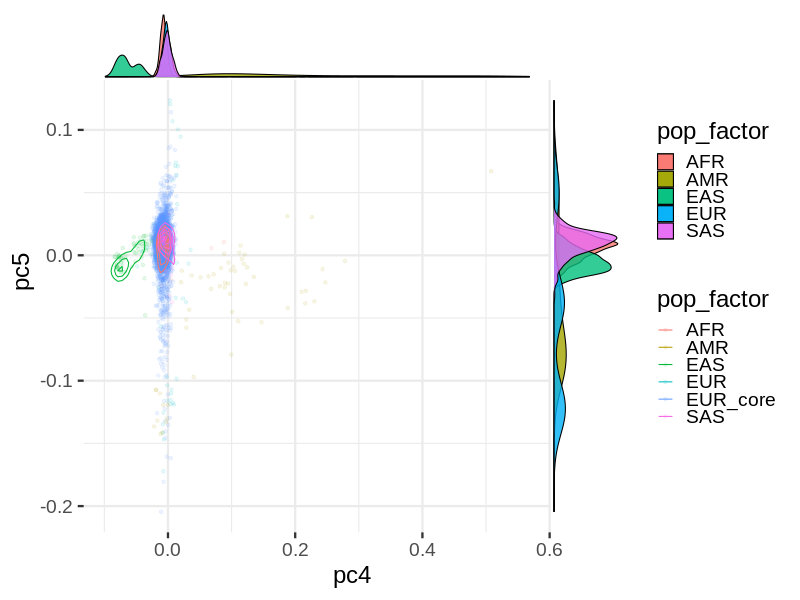 pop_factor
AFR
AMR
EAS
EUR
SAS
pop_factor
AFR
AMR
EAS
EUR
EUR_core
SAS
0.1
0.0
-0.1
-0.2
pc5
0.0
0.2
0.4
0.6
pc4